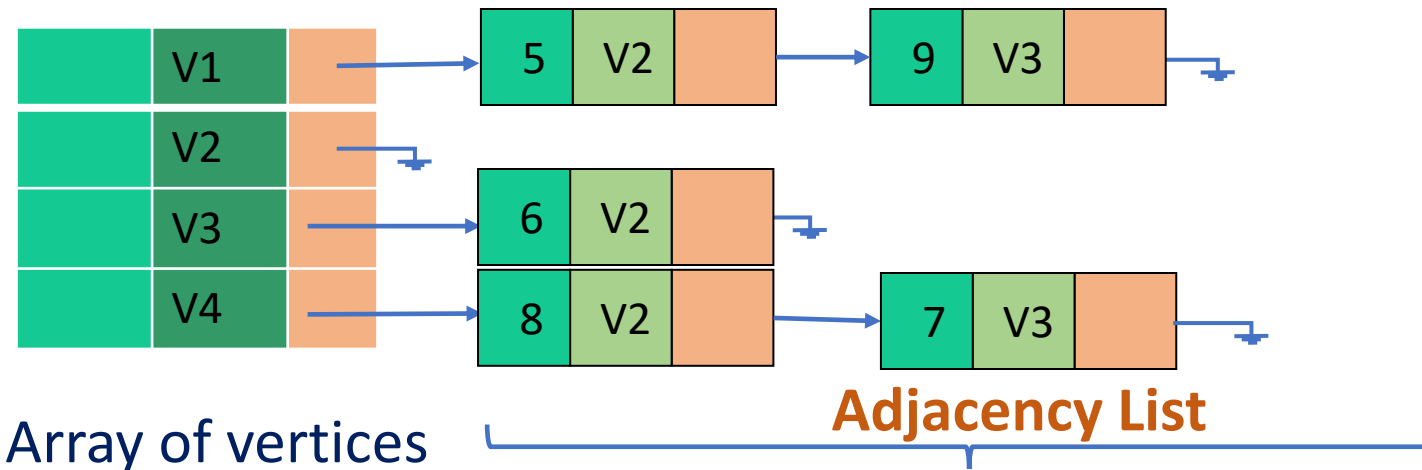 V1 5 V2 9 V3
V2
V3 6 V2
V4 8 V2 7 V3
Adjacency List
Array of vertices